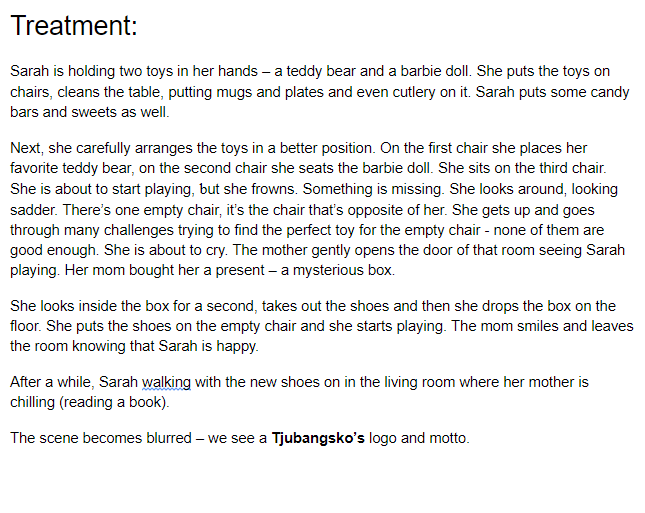 Treatment:
Sarah is holding two toys in her hands – a teddy bear and a barbie doll. She puts the toys on
chairs, cleans the table, putting mugs and plates and even cutlery on it. Sarah puts some candy
bars and sweets as well.
Next, she carefully arranges the toys in a better position. On the first chair she places her
favorite teddy bear, on the second chair she seats the barbie doll. She sits on the third chair.
She is about to start playing, but she frowns. Something is missing. She looks around, looking
sadder. There’s one empty chair, it’s the chair that’s opposite of her. She gets up and goes
through many challenges trying to find the perfect toy for the empty chair - none of them are
good enough. She is about to cry. The mother gently opens the door of that room seeing Sarah
playing. Her mom bought her a present – a mysterious box.
She looks inside the box for a second, takes out the shoes and then she drops the box on the
floor. She puts the shoes on the empty chair and she starts playing. The mom smiles and leaves
the room knowing that Sarah is happy.
After a while, Sarah walking with the new shoes on in the living room where her mother is
chilling (reading a book).
The scene becomes blurred – we see a Tjubangsko’s logo and motto.